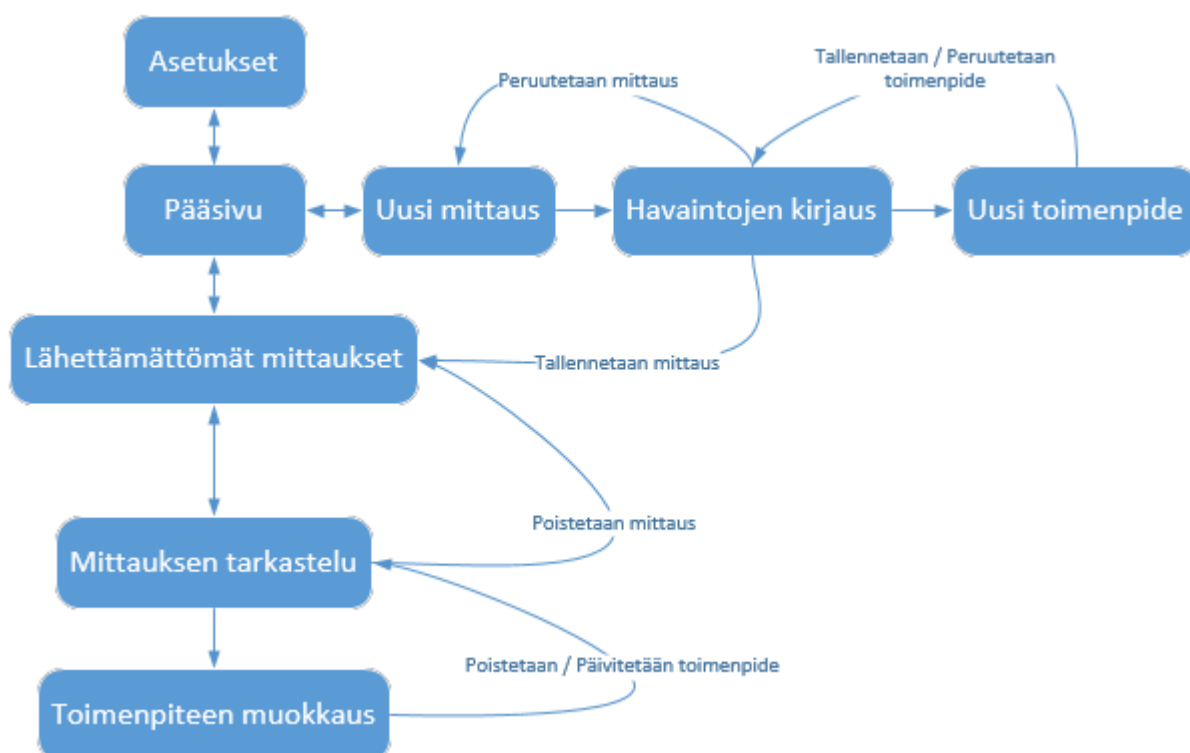 Asetukset
Peruutetaan mittaus
Tallennetaan / Peruutetaan
toimenpide
Pääsivu
Uusi mittaus
Havaintojen kirjaus
Uusi toimenpide
Lähettämättömät mittaukset
Tallennetaan mittaus
Poistetaan mittaus
Mittauksen tarkastelu
Poistetaan / Päivitetään toimenpide
Toimenpiteen muokkaus